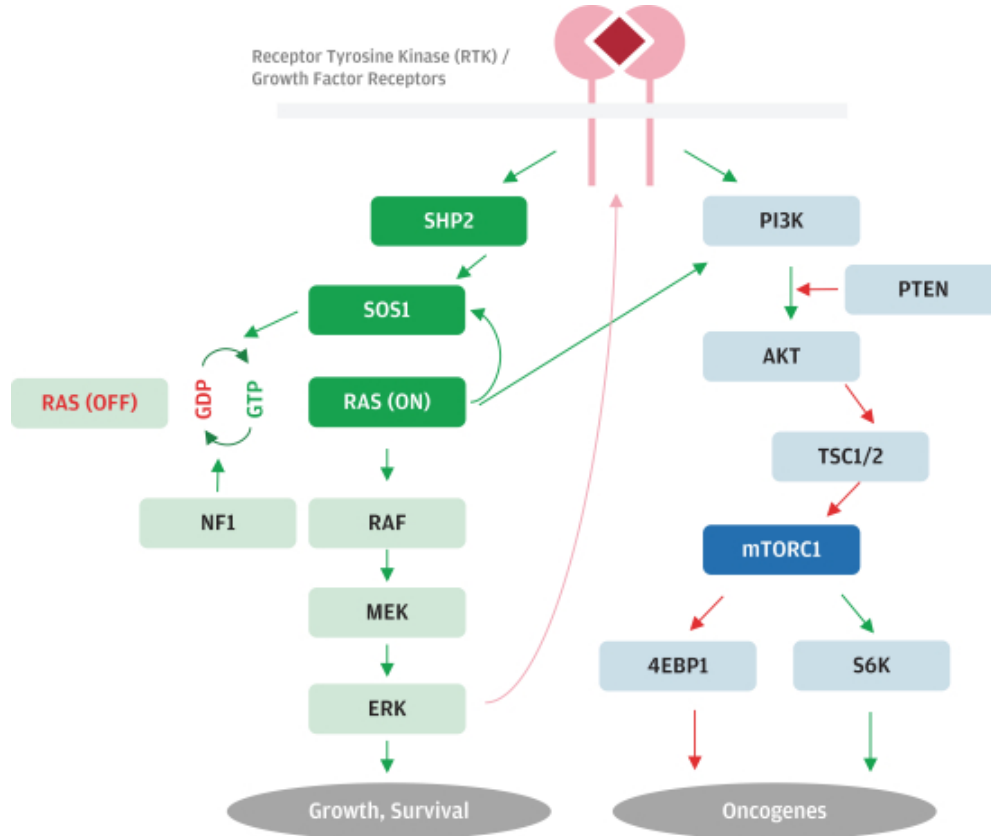 Receptor Tyrosine Kinase (RTK) /
Growth Factor Receptors
SHP2
PI3K
PTEN
SOS1
AKT
RAS (OFF)
GDP
GTP
RAS (ON)
TSC1/2
NF1
RAF
mTORC1
MEK
4EBP1
S6K
ERK
Growth, Survival
Oncogenes